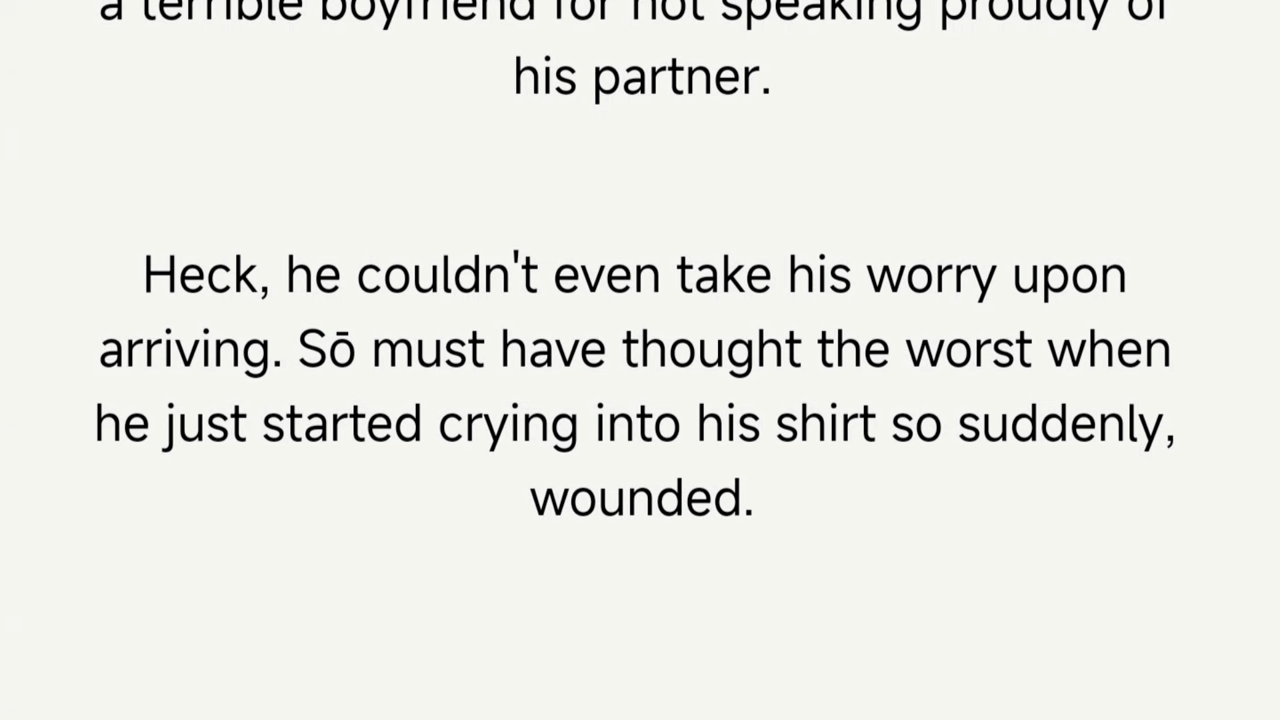 a terrible boyfriend for not speaking proudly of
his partner.
Heck, he couldn't even take his worry upon
arriving. Sō must have thought the worst when
he just started crying into his shirt so suddenly,
wounded.